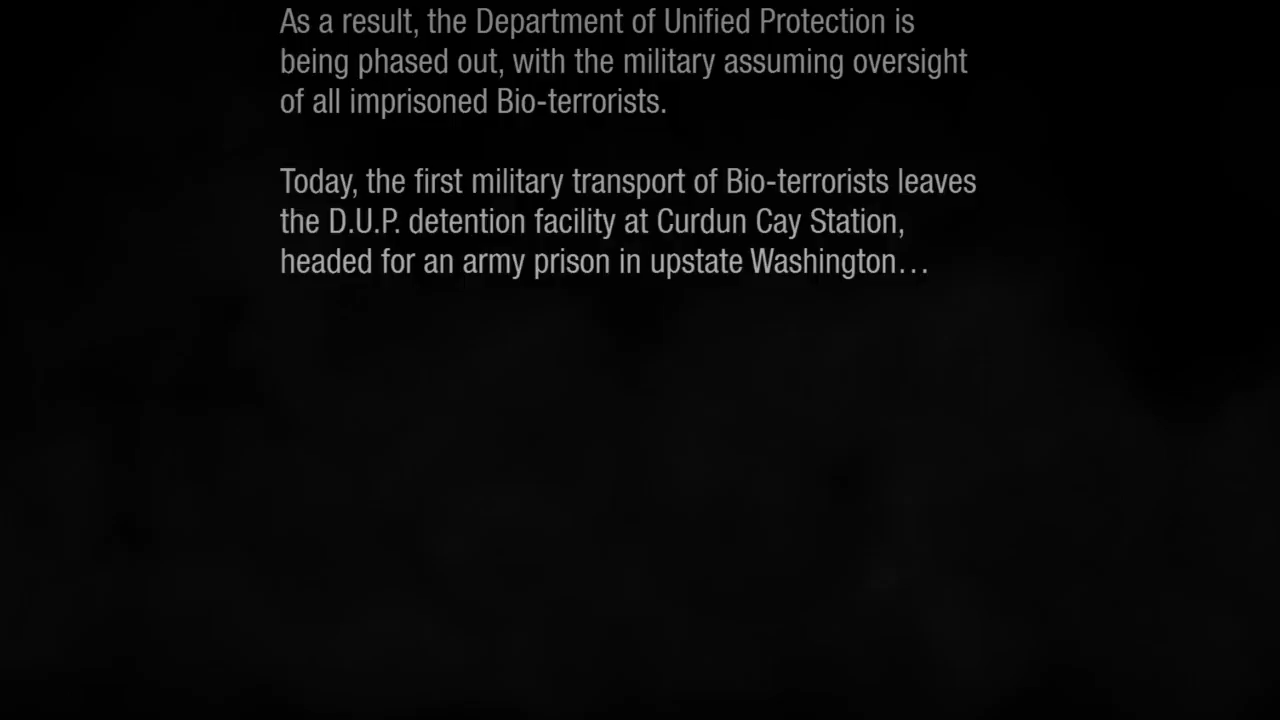 As a result, the Department of Unified Protection is
being phased out, with the military assuming oversight
of all imprisoned Bio-terrorists.
Today, the first military transport of Bio-terrorists leaves
the D.U.P. detention facility at Curdun Cay Station,
headed for an army prison in upstate Washington…